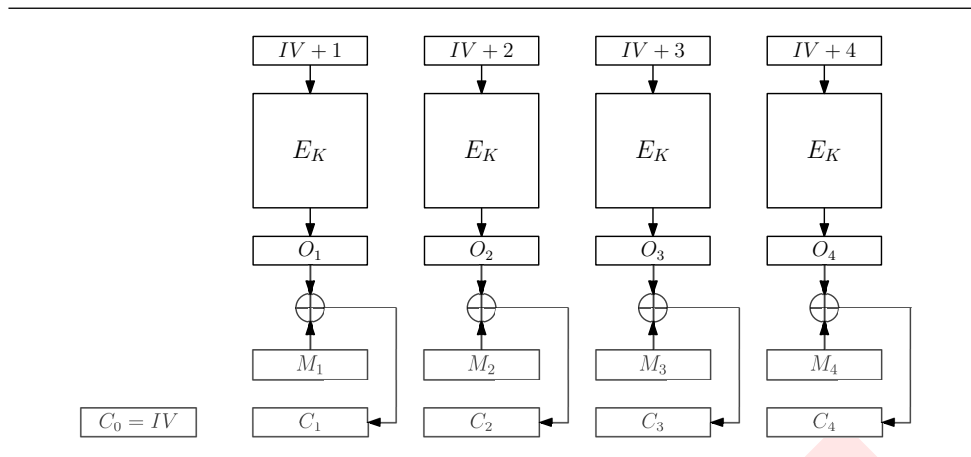 IV + 1 IV + 2 IV + 3 IV + 4
E_K E_K E_K E_K
O_1 O_2 O_3 O_4
M_1 M_2 M_3 M_4
C_0 = IV C_1 C_2 C_3 C_4